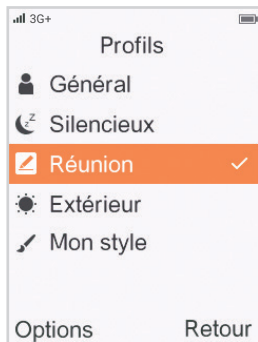 3G+
Profils
Général
Silencieux
Réunion
Extérieur
Mon style
Options Retour